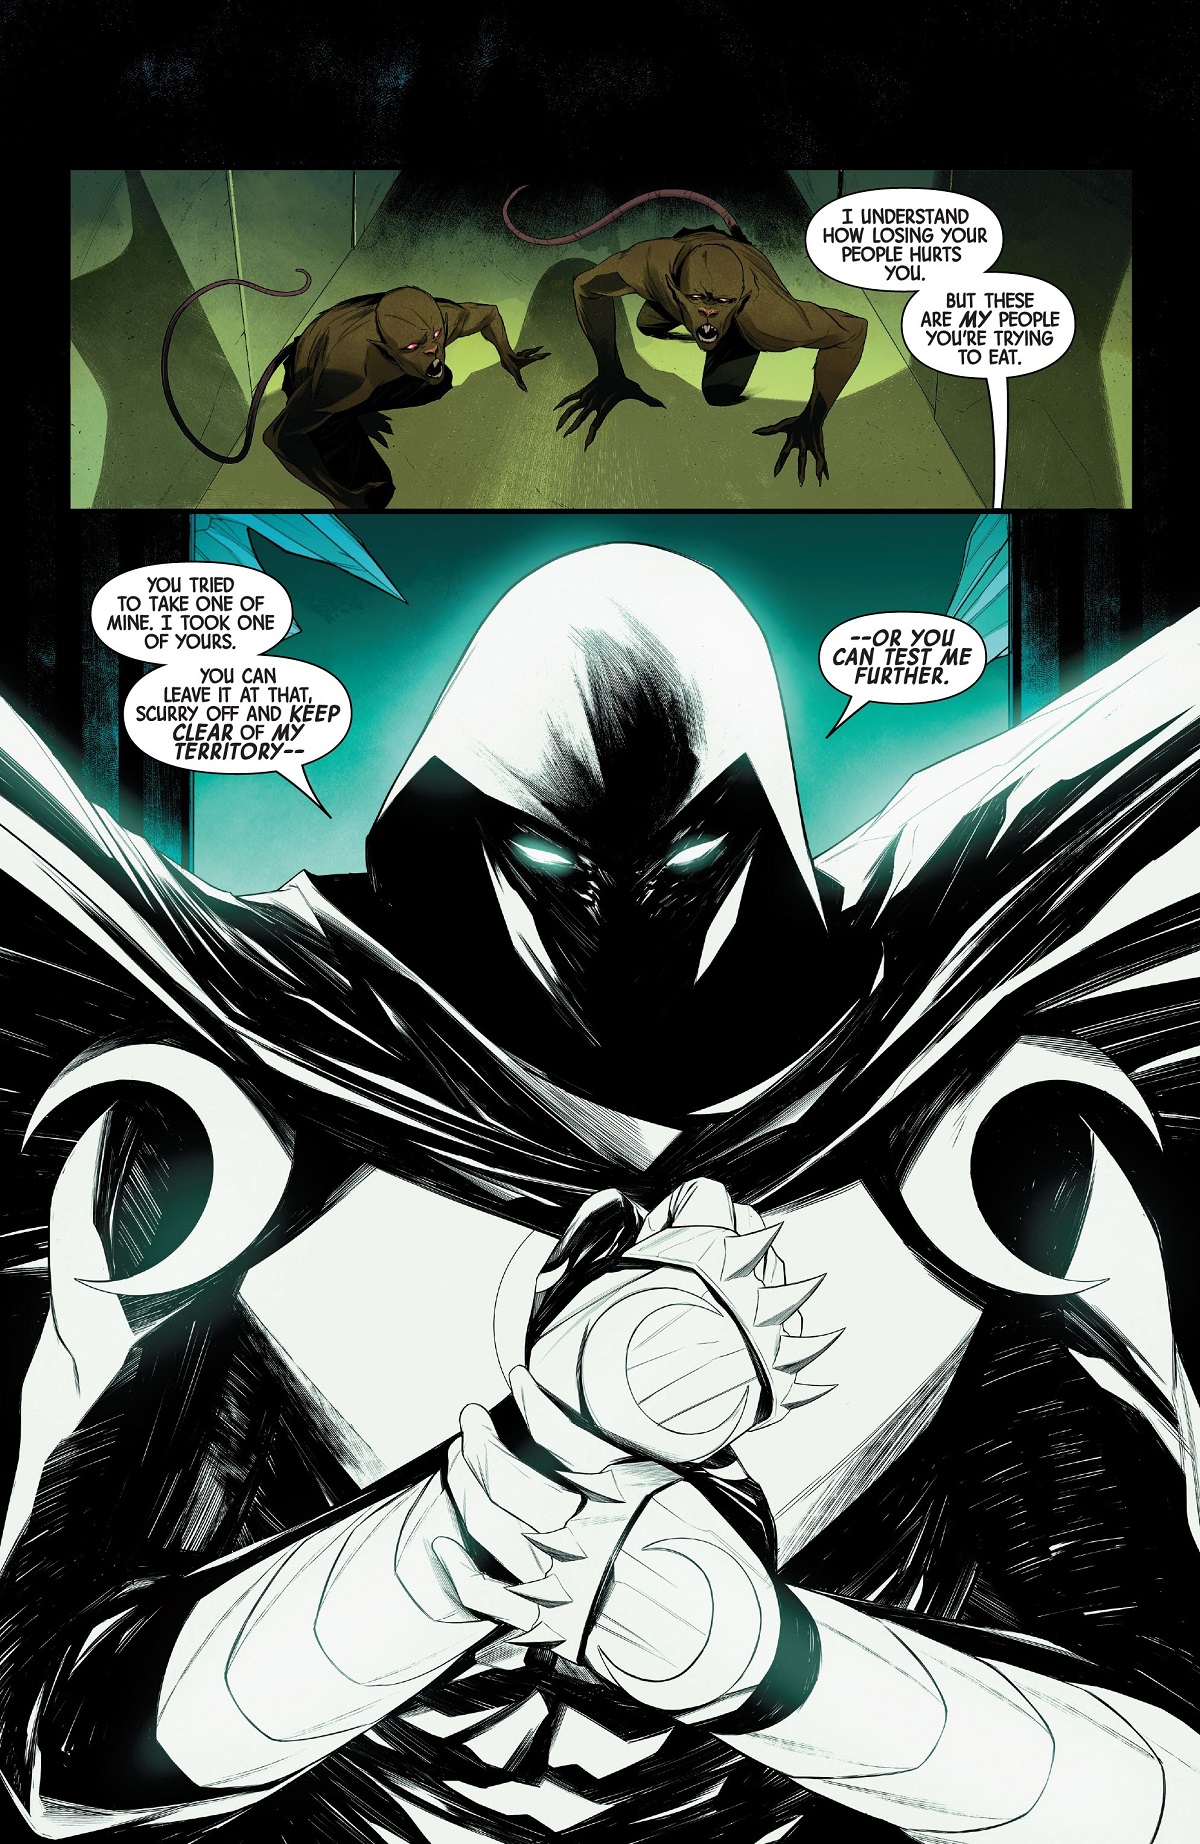 I UNDERSTAND
HOW LOSING YOUR
PEOPLE HURTS
YOU.
BUT THESE
ARE MY PEOPLE
YOU'RE TRYING
TO EAT.
YOU TRIED
TO TAKE ONE OF
MINE. I TOOK ONE
OF YOURS.
YOU CAN
LEAVE IT AT THAT,
SCURRY OFF AND KEEP
CLEAR OF MY
TERRITORY--
--OR YOU
CAN TEST ME
FURTHER.